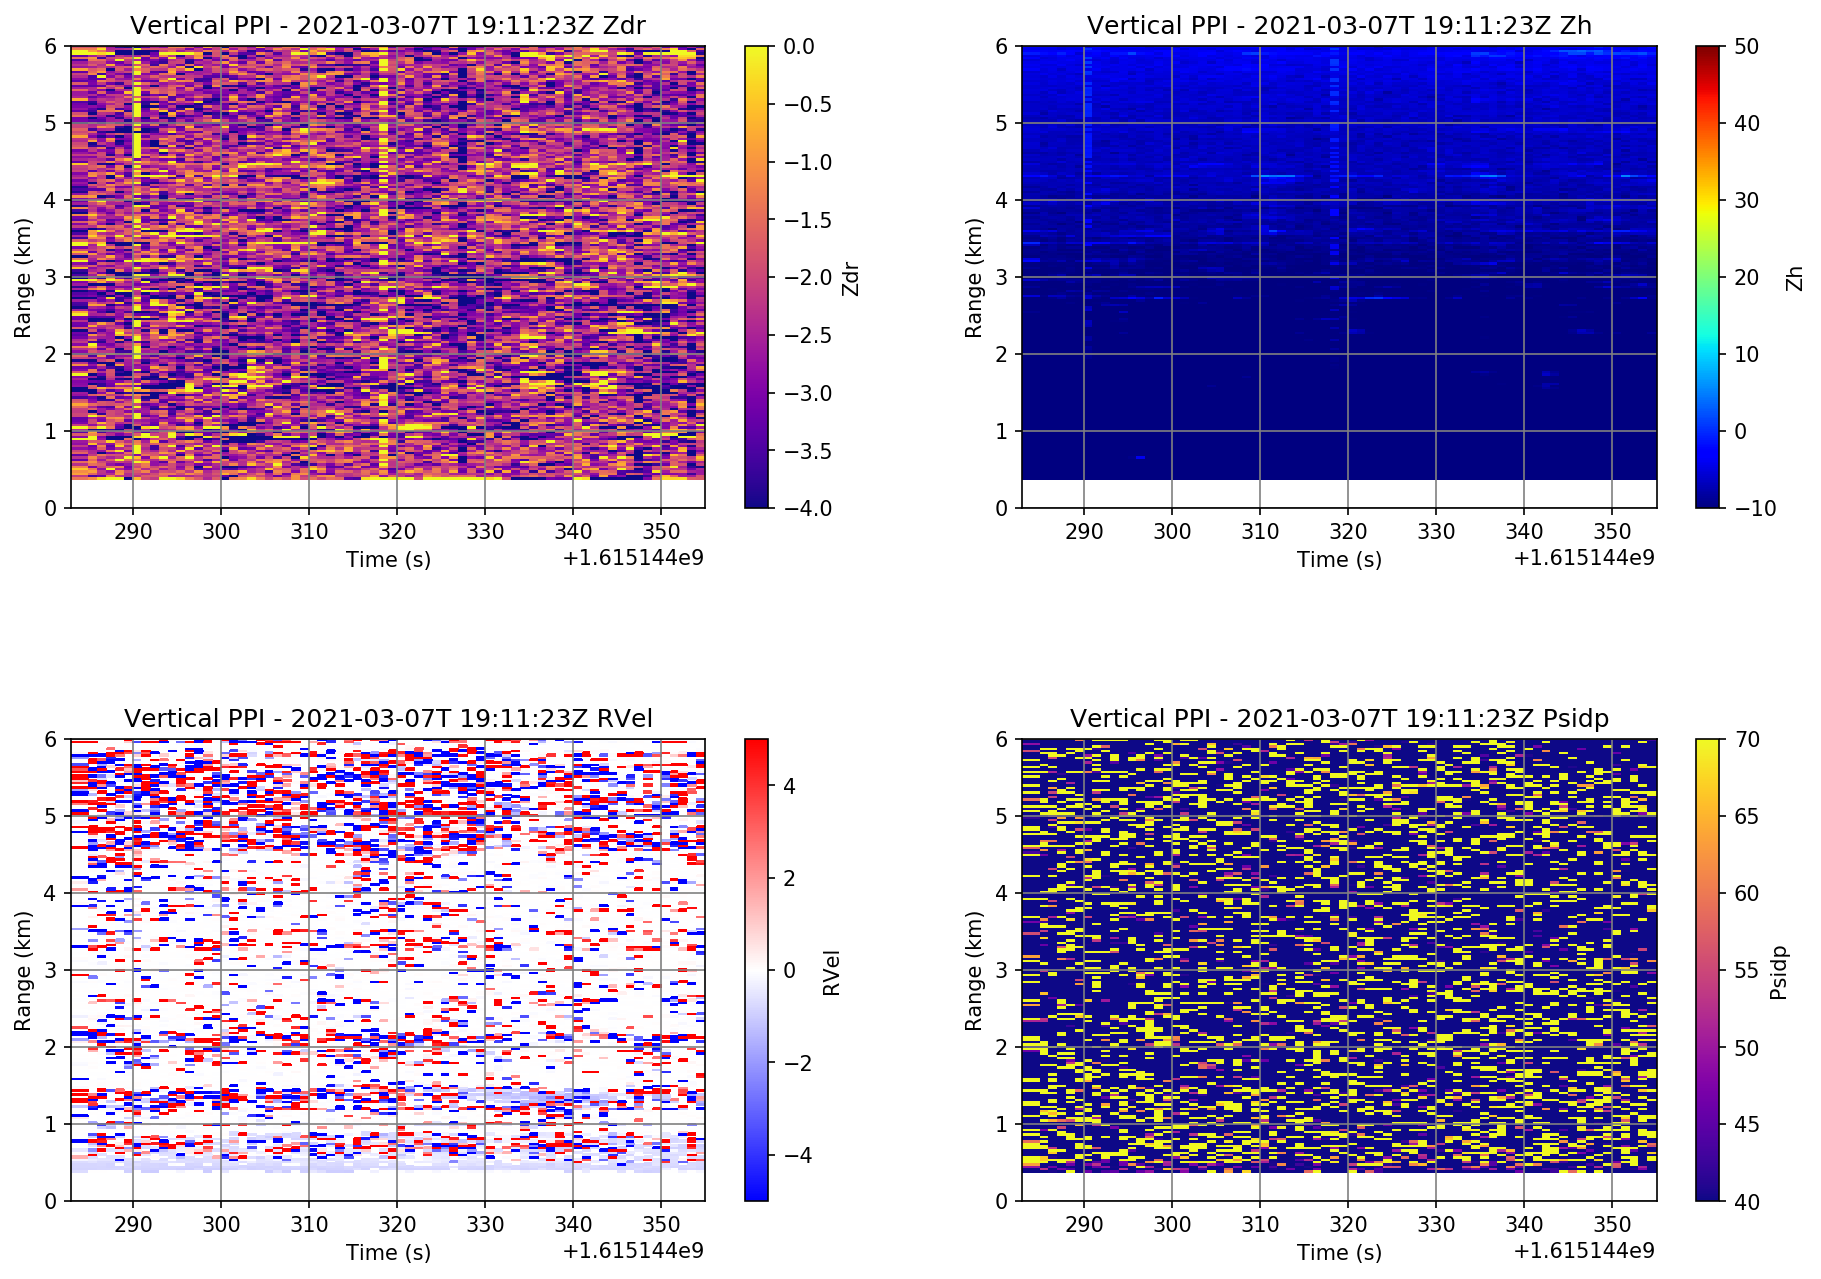 Vertical PPI - 2021-03-07T 19:11:23Z Zdr
6
5
4
3
2
1
0
Range (km)
290 300 310 320 330 340 350
Time (s)
+1.615144e9
0.0
−0.5
−1.0
−1.5
−2.0
−2.5
−3.0
−3.5
−4.0
Zdr
Vertical PPI - 2021-03-07T 19:11:23Z Zh
6
5
4
3
2
1
0
Range (km)
290 300 310 320 330 340 350
Time (s)
+1.615144e9
50
40
30
20
10
0
−10
Zh
Vertical PPI - 2021-03-07T 19:11:23Z RVel
6
5
4
3
2
1
0
Range (km)
290 300 310 320 330 340 350
Time (s)
+1.615144e9
4
2
0
−2
−4
RVel
Vertical PPI - 2021-03-07T 19:11:23Z Psidp
6
5
4
3
2
1
0
Range (km)
290 300 310 320 330 340 350
Time (s)
+1.615144e9
70
65
60
55
50
45
40
Psidp